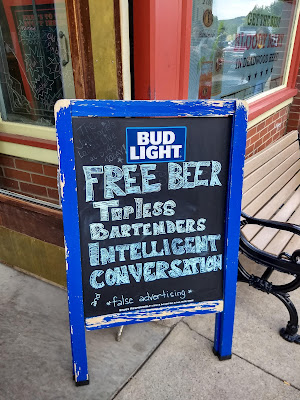 BUD
LIGHT
FREE BEER
Topless
Bartenders
Intelligent
Conversation
*false advertising*